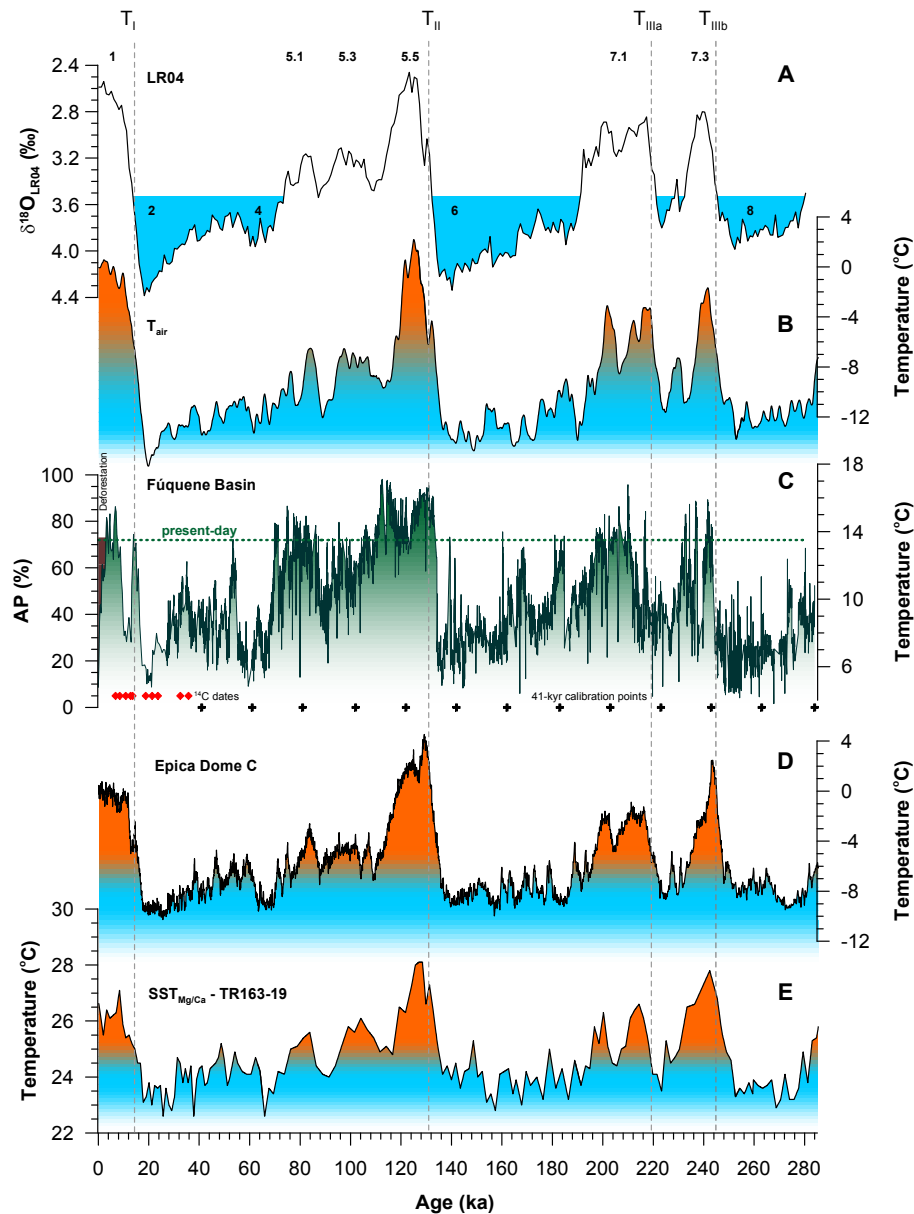 T_I T_II T_IIIa T_IIIb
1 5.1 5.3 5.5 7.1 7.3
LR04
A
2 4 6 8
2.4
2.8
3.2
3.6
4.0
4.4
δ18O_LR04 (‰)
T_air
B
4
0
-4
-8
-12
Temperature (°C)
Deforestation
Fúquene Basin
C
present-day
100
80
60
40
20
0
AP (%)
18
14
10
6
Temperature (°C)
14C dates
41-kyr calibration points
Epica Dome C
D
4
0
-4
-8
-12
Temperature (°C)
SST_Mg/Ca - TR163-19
E
30
28
26
24
22
Temperature (°C)
0 20 40 60 80 100 120 140 160 180 200 220 240 260 280
Age (ka)